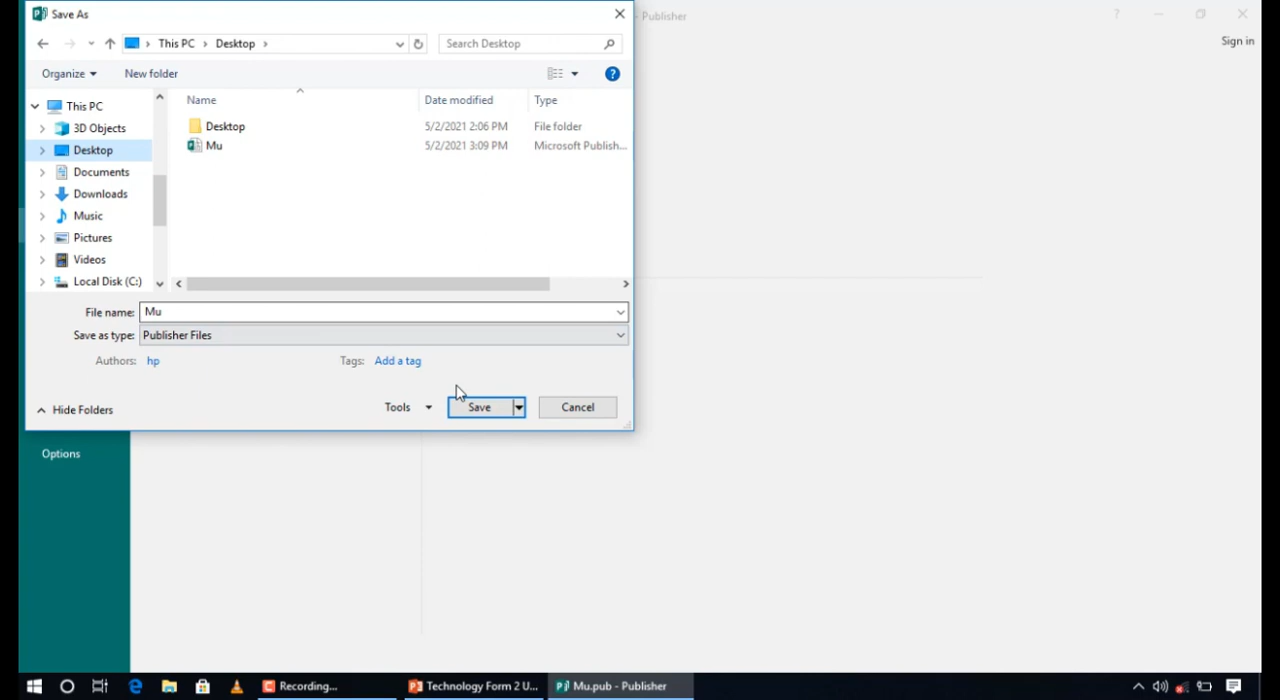 Save As
- Publisher
Sign in
This PC
Desktop
Search Desktop
Organize
New folder
Name
Date modified
Type
This PC
3D Objects
Desktop
Documents
Downloads
Music
Pictures
Videos
Local Disk (C:)
Desktop
5/2/2021 2:06 PM
File folder
Mu
5/2/2021 3:09 PM
Microsoft Publish...
File name: Mu
Save as type: Publisher Files
Authors: hp
Tags: Add a tag
Hide Folders
Tools
Save
Cancel
Options
Recording...
Technology Form 2 U...
Mu.pub - Publisher